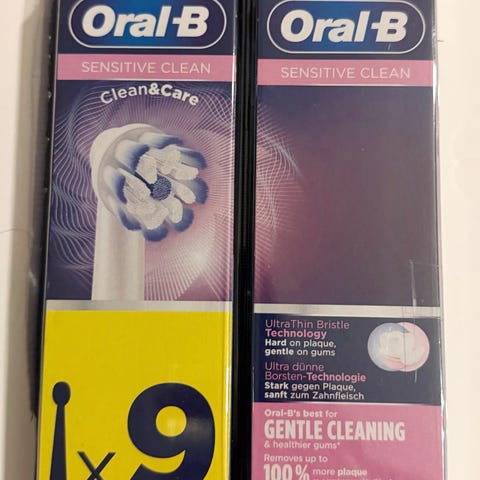 Oral-B
SENSITIVE CLEAN
Clean&Care
x9
Oral-B
SENSITIVE CLEAN
UltraThin Bristle
Technology
Hard on plaque,
gentle on gums
Ultra dünne
Borsten-Technologie
Stark gegen Plaque,
sanft zum Zahnfleisch
Oral-B's best for
GENTLE CLEANING
& healthier gums*
Removes up to
100% more plaque